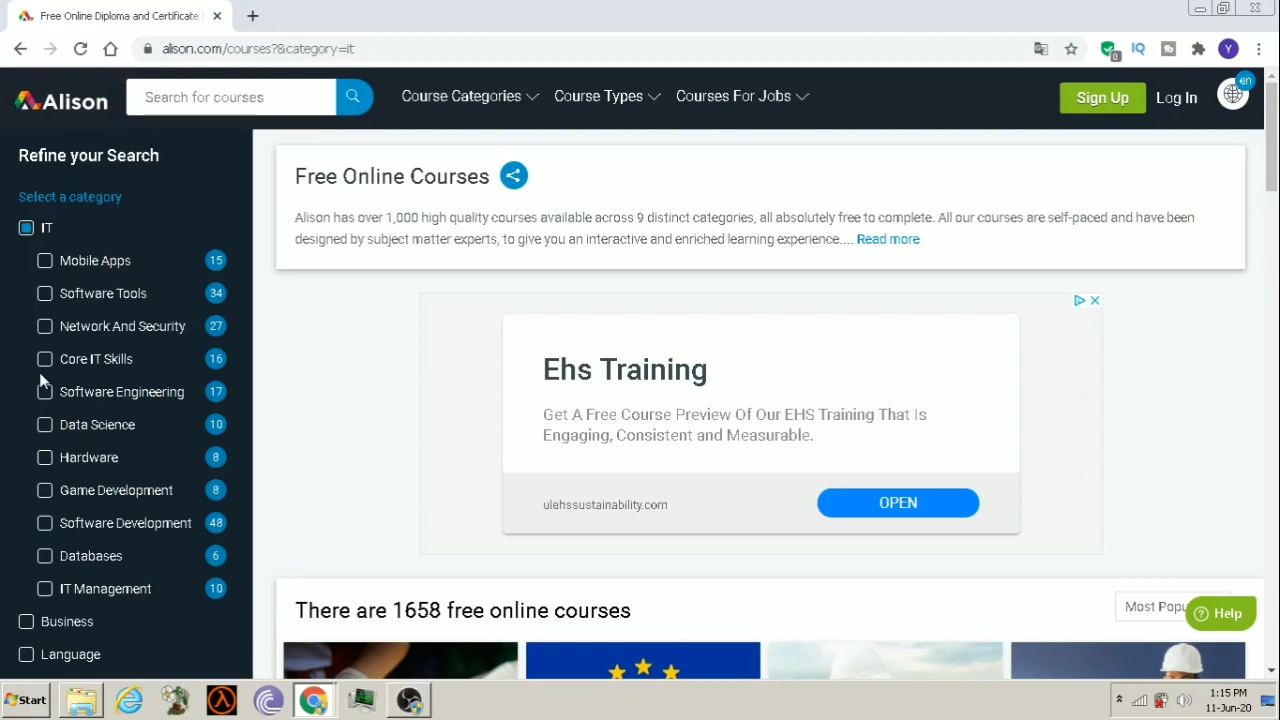 Free Online Diploma and Certificate
alison.com/courses?&category=it
0
Y
Alison
Search for courses
Course Categories
Course Types
Courses For Jobs
Sign Up
Log In
en
Refine your Search
Select a category
IT
Mobile Apps 15
Software Tools 34
Network And Security 27
Core IT Skills 16
Software Engineering 17
Data Science 10
Hardware 8
Game Development 8
Software Development 48
Databases 6
IT Management 10
Business
Language
Free Online Courses
Alison has over 1,000 high quality courses available across 9 distinct categories, all absolutely free to complete. All our courses are self-paced and have been
designed by subject matter experts, to give you an interactive and enriched learning experience.... Read more
Ehs Training
Get A Free Course Preview Of Our EHS Training That Is
Engaging, Consistent and Measurable.
ulehssustainability.com
OPEN
There are 1658 free online courses
Most Popu
Help
Start
1:15 PM
11-Jun-20